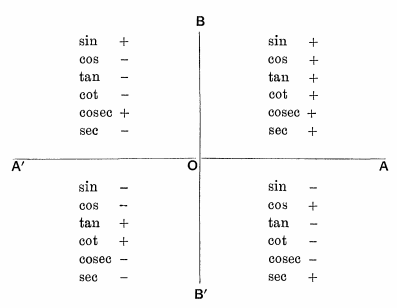 B
sin + sin +
cos – cos +
tan – tan +
cot – cot +
cosec + cosec +
sec – sec +
A′ O A
sin – sin –
cos – cos +
tan + tan –
cot + cot –
cosec – cosec –
sec – sec +
B′